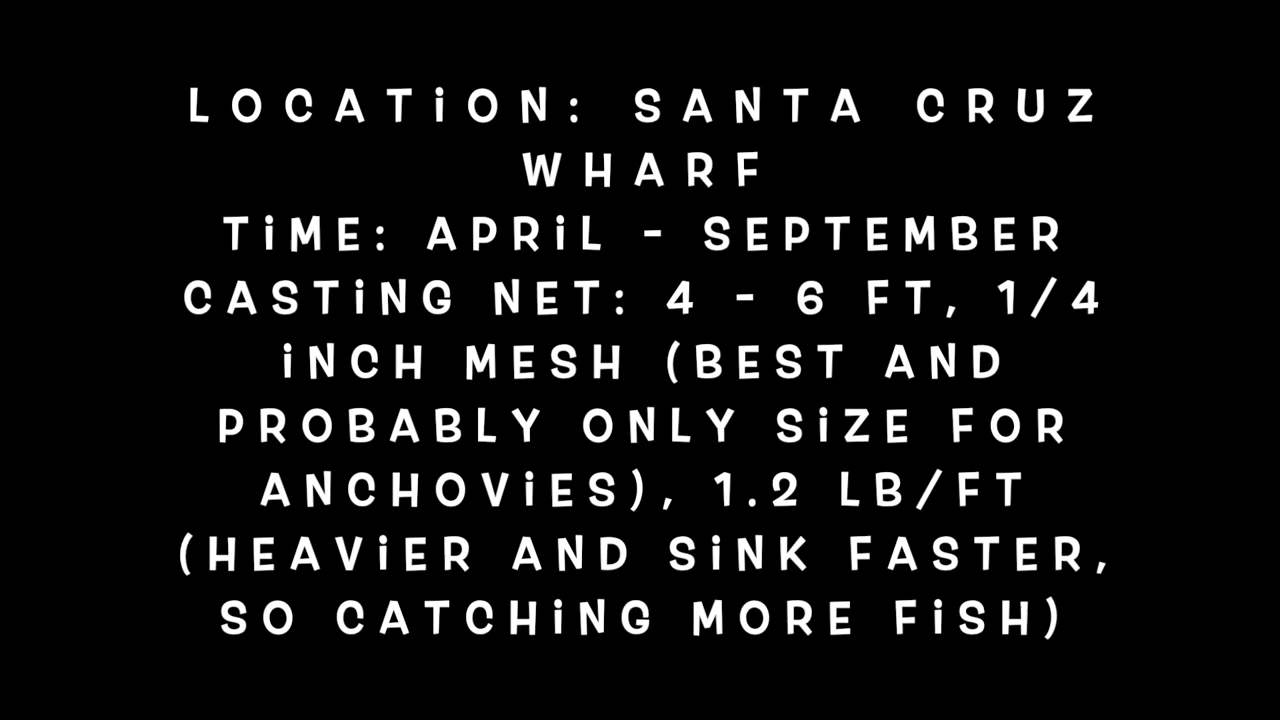 LOCATION: SANTA CRUZ
WHARF
TIME: APRIL - SEPTEMBER
CASTING NET: 4 - 6 FT, 1/4
INCH MESH (BEST AND
PROBABLY ONLY SIZE FOR
ANCHOVIES), 1.2 LB/FT
(HEAVIER AND SINK FASTER,
SO CATCHING MORE FISH)